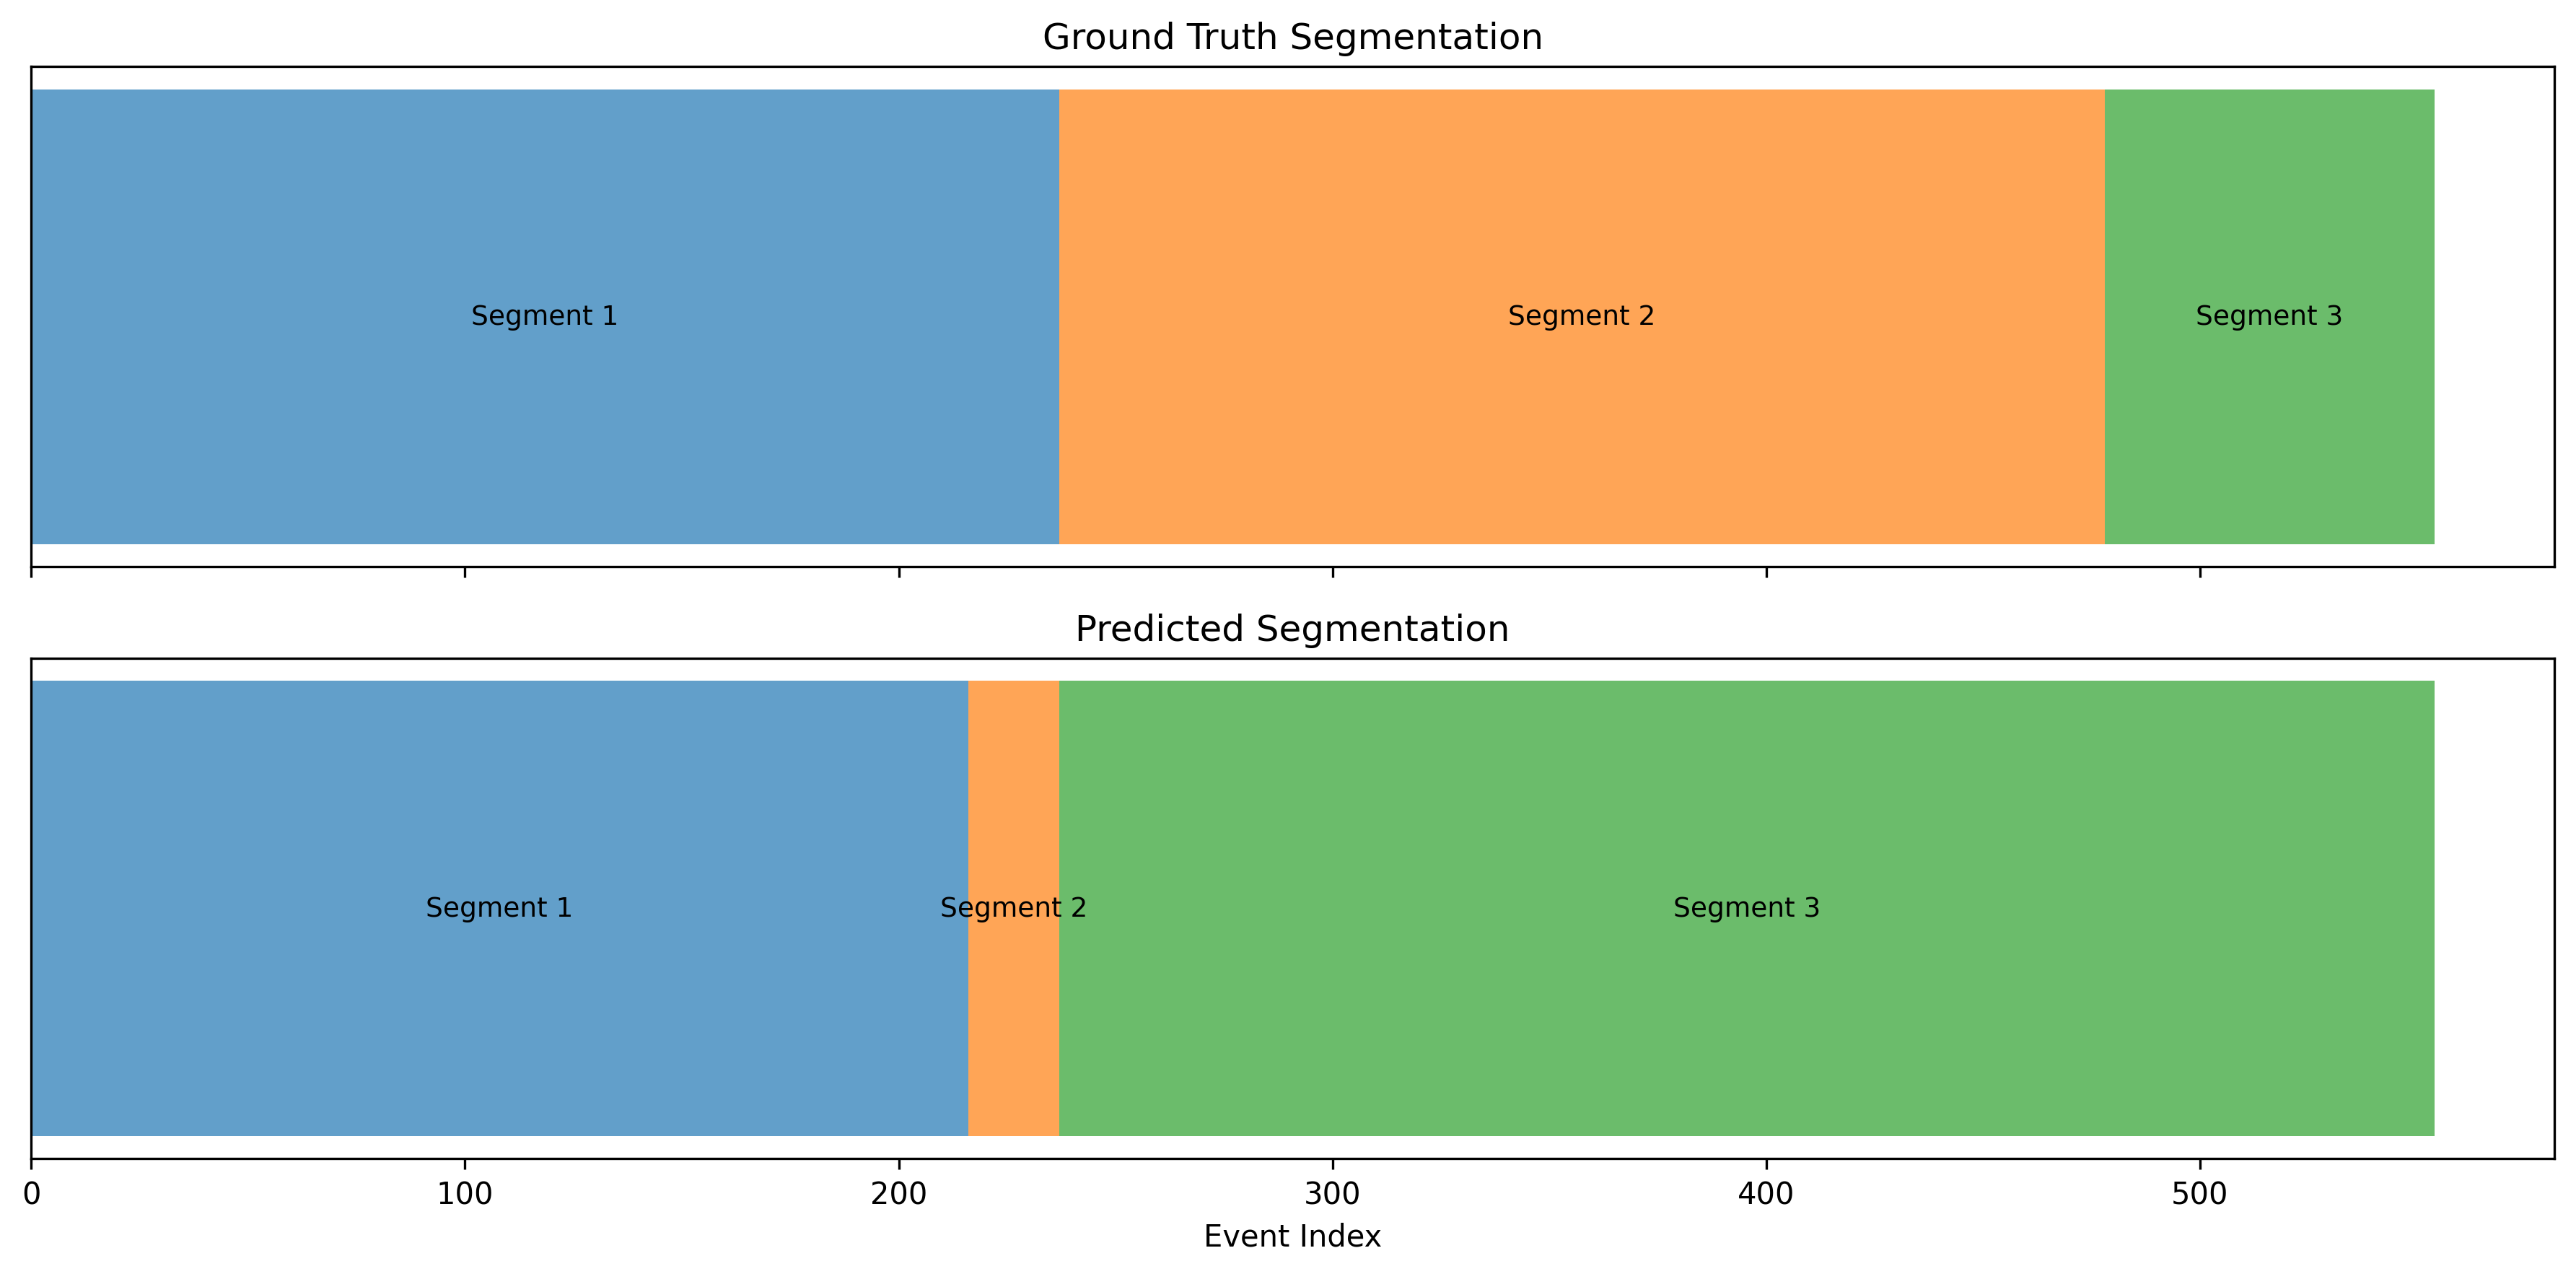 Ground Truth Segmentation
Segment 1 Segment 2 Segment 3
Predicted Segmentation
Segment 1 Segment 2 Segment 3
0 100 200 300 400 500
Event Index